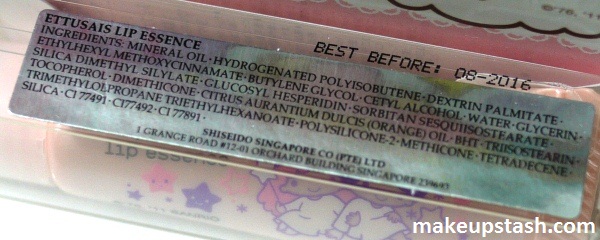 ©'76, '
BEST BEFORE: 08-2016
ETTUSAIS LIP ESSENCE
INGREDIENTS: MINERAL OIL·HYDROGENATED POLYISOBUTENE·DEXTRIN PALMITATE·
ETHYLHEXYL METHOXYCINNAMATE·BUTYLENE GLYCOL·CETYL ALCOHOL·WATER·GLYCERIN·
SILICA DIMETHYL SILYLATE·GLUCOSYL HESPERIDIN·SORBITAN SESQUIISOSTEARATE·
TOCOPHEROL·DIMETHICONE·CITRUS AURANTIUM DULCIS (ORANGE) OIL·BHT·TRIISOSTEARIN·
TRIMETHYLOLPROPANE TRIETHYLHEXANOATE·POLYSILICONE-2·METHICONE·TETRADECENE·
SILICA·CI 77491·CI77492·CI 77891·
SHISEIDO SINGAPORE CO (PTE) LTD
1 GRANGE ROAD #12-01 ORCHARD BUILDING SINGAPORE 239693
lip essence
makeupstash.com